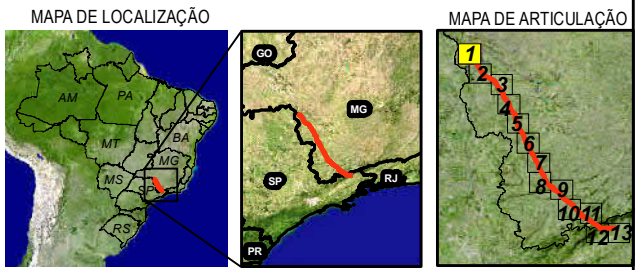 MAPA DE LOCALIZAÇÃO
AM
PA
MT
BA
MG
MS
SP
RS
GO
MG
SP
RJ
PR
MAPA DE ARTICULAÇÃO
1
2
3
4
5
6
7
8
9
10
11
12
13